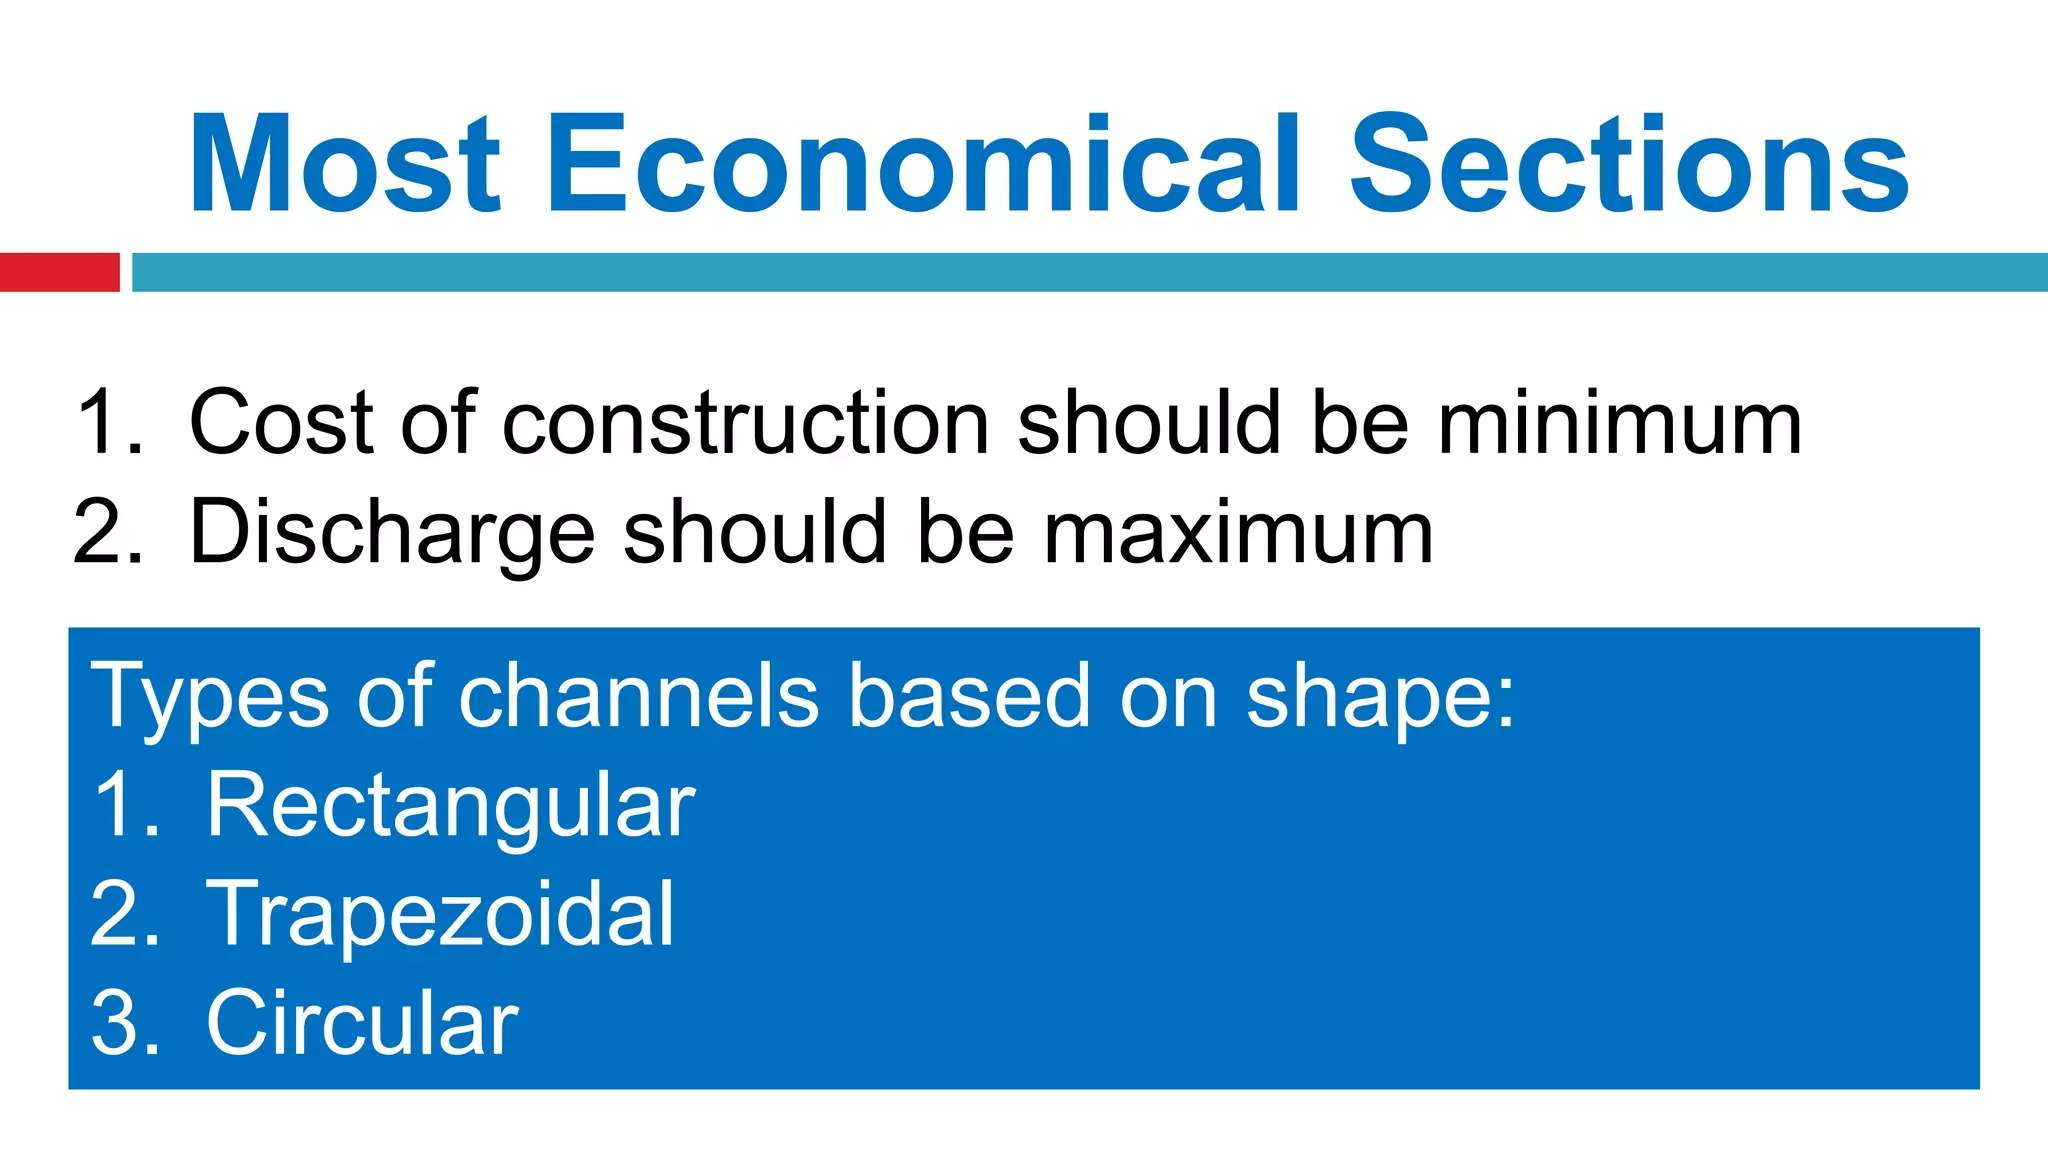 Most Economical Sections
1. Cost of construction should be minimum
2. Discharge should be maximum
Types of channels based on shape:
1. Rectangular
2. Trapezoidal
3. Circular